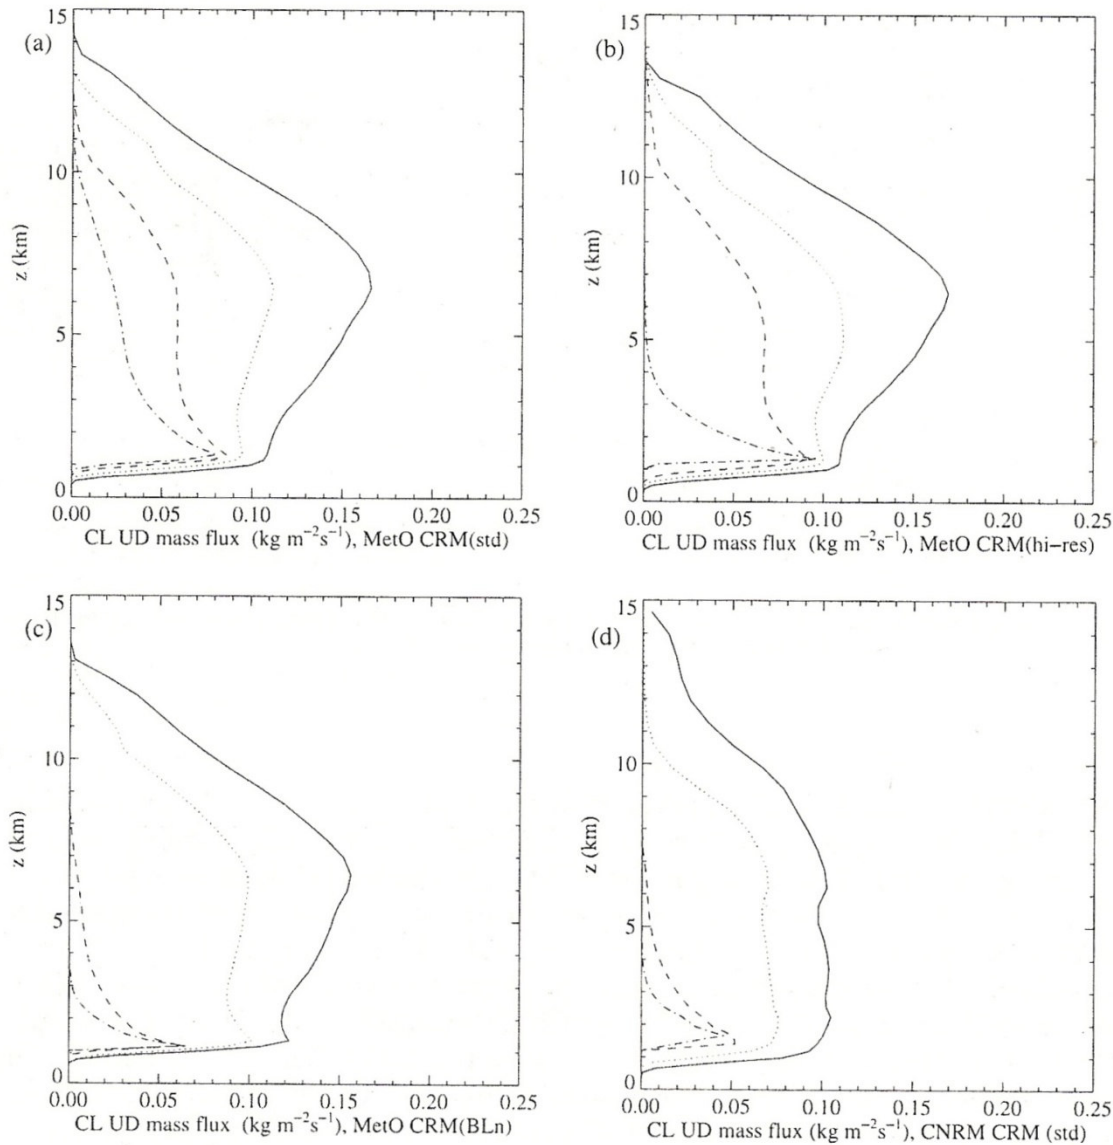 15
(a)
10
z (km)
5
0
0.00 0.05 0.10 0.15 0.20 0.25
CL UD mass flux (kg m⁻²s⁻¹), MetO CRM(std)
15
(b)
10
z (km)
5
0
0.00 0.05 0.10 0.15 0.20 0.25
CL UD mass flux (kg m⁻²s⁻¹), MetO CRM(hi-res)
15
(c)
10
z (km)
5
0
0.00 0.05 0.10 0.15 0.20 0.25
CL UD mass flux (kg m⁻²s⁻¹), MetO CRM(BLn)
15
(d)
10
z (km)
5
0
0.00 0.05 0.10 0.15 0.20 0.25
CL UD mass flux (kg m⁻²s⁻¹), CNRM CRM (std)